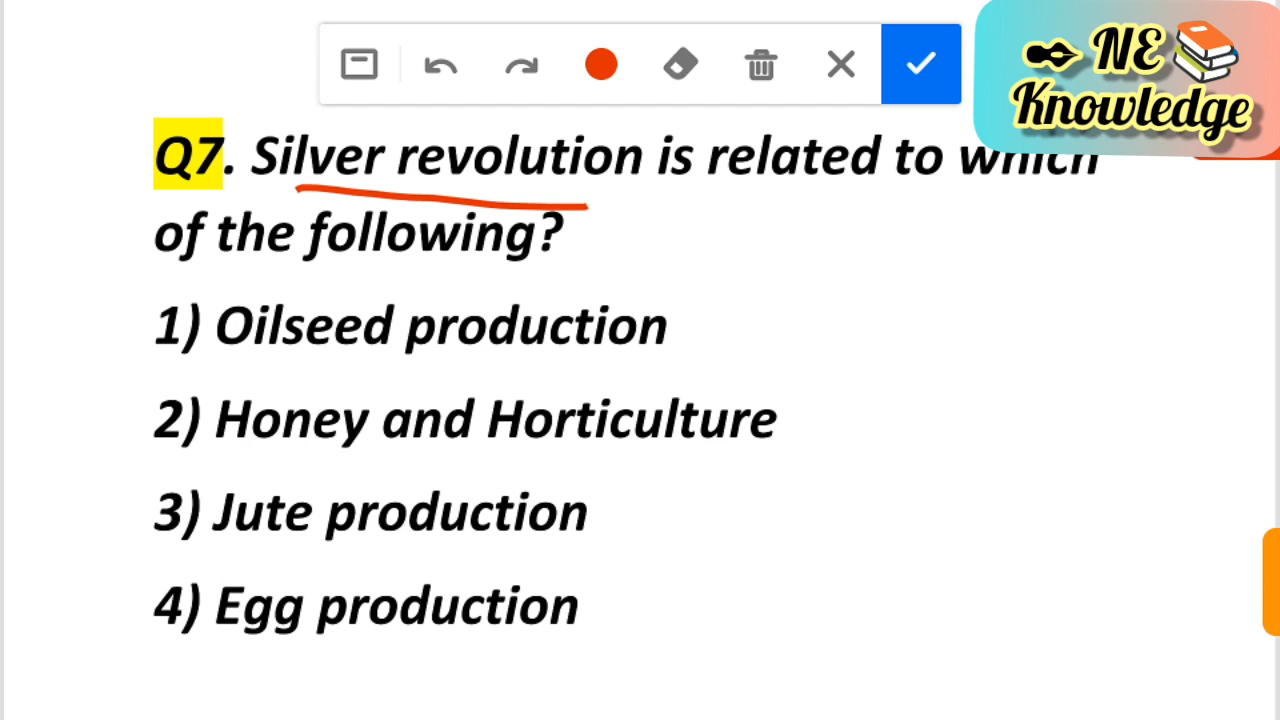 NE
Knowledge
Q7. Silver revolution is related to which
of the following?
1) Oilseed production
2) Honey and Horticulture
3) Jute production
4) Egg production